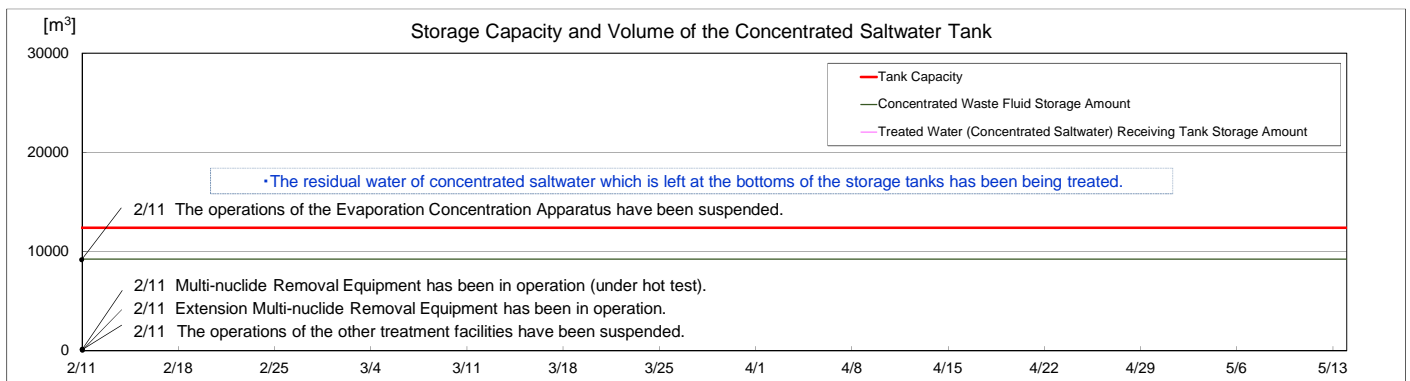 [m³]
Storage Capacity and Volume of the Concentrated Saltwater Tank
30000
Tank Capacity
Concentrated Waste Fluid Storage Amount
Treated Water (Concentrated Saltwater) Receiving Tank Storage Amount
20000
・The residual water of concentrated saltwater which is left at the bottoms of the storage tanks has been being treated.
2/11 The operations of the Evaporation Concentration Apparatus have been suspended.
10000
2/11 Multi-nuclide Removal Equipment has been in operation (under hot test).
2/11 Extension Multi-nuclide Removal Equipment has been in operation.
2/11 The operations of the other treatment facilities have been suspended.
0
2/11 2/18 2/25 3/4 3/11 3/18 3/25 4/1 4/8 4/15 4/22 4/29 5/6 5/13